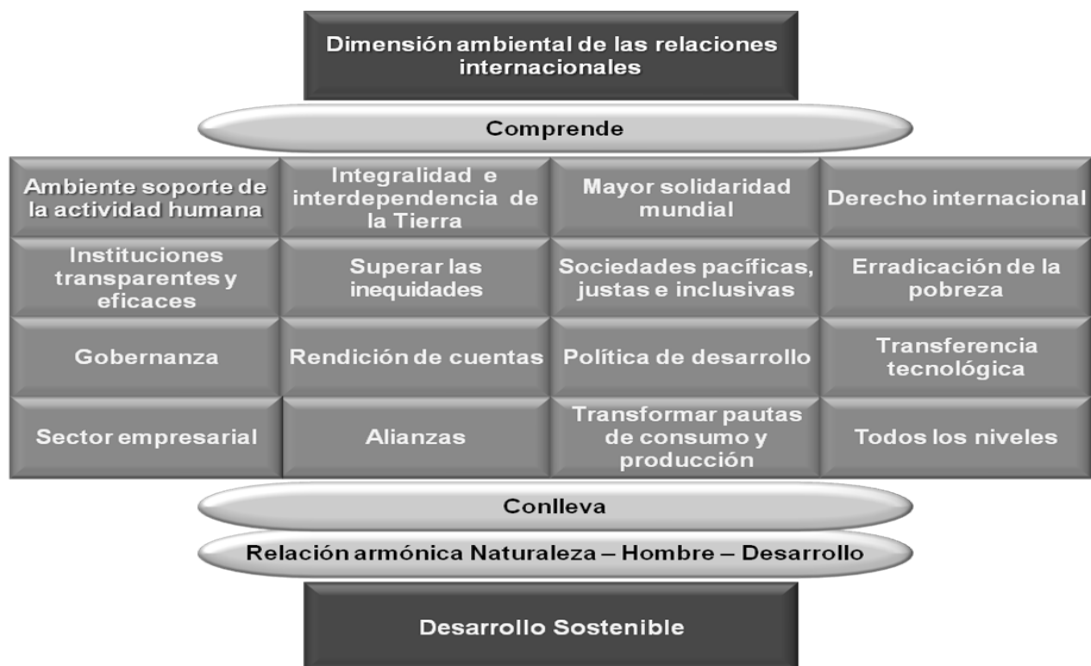 Dimensión ambiental de las relaciones
internacionales
Comprende
Ambiente soporte de
la actividad humana
Integralidad e
interdependencia de
la Tierra
Mayor solidaridad
mundial
Derecho internacional
Instituciones
transparentes y
eficaces
Superar las
inequidades
Sociedades pacíficas,
justas e inclusivas
Erradicación de la
pobreza
Gobernanza
Rendición de cuentas
Política de desarrollo
Transferencia
tecnológica
Sector empresarial
Alianzas
Transformar pautas
de consumo y
producción
Todos los niveles
Conlleva
Relación armónica Naturaleza – Hombre – Desarrollo
Desarrollo Sostenible